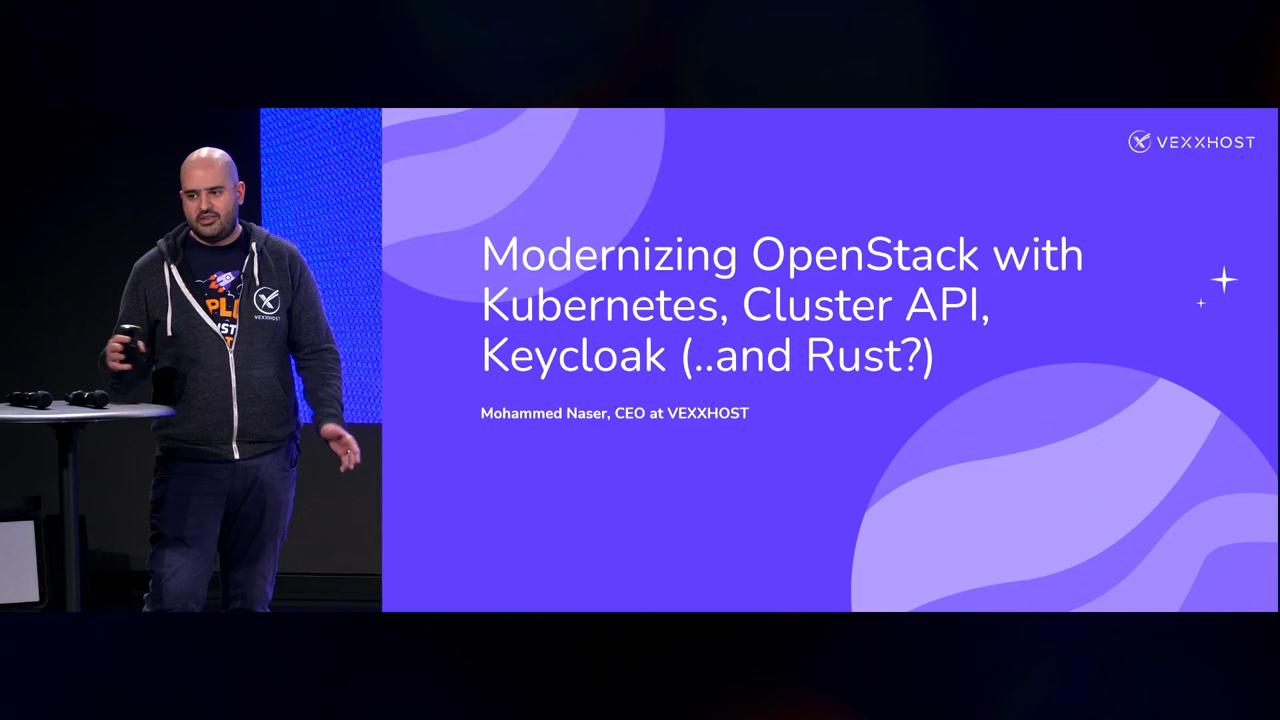 VEXXHOST
Modernizing OpenStack with
Kubernetes, Cluster API,
Keycloak (..and Rust?)
Mohammed Naser, CEO at VEXXHOST
VEXXHOST